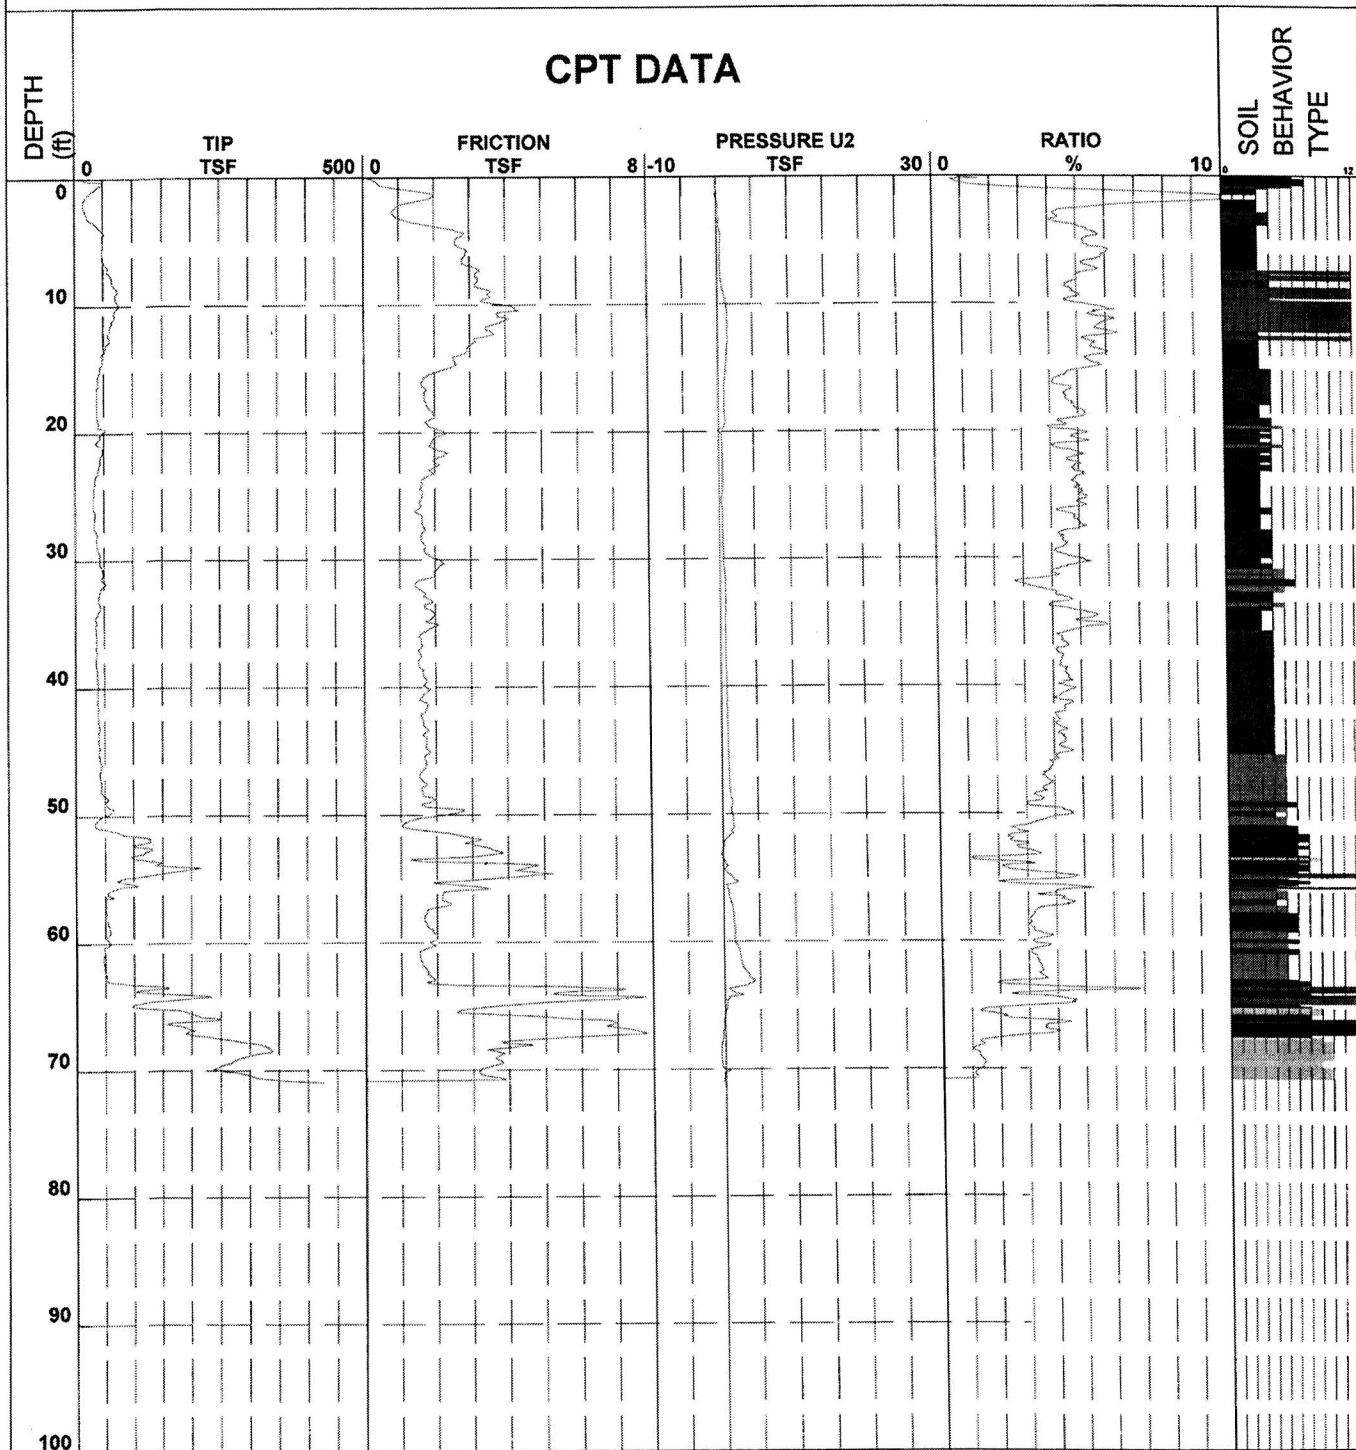 CPT DATA
DEPTH
(ft)
TIP
TSF
0 500
FRICTION
TSF
0 8
PRESSURE U2
TSF
-10 30
RATIO
%
0 10
SOIL
BEHAVIOR
TYPE
0 12
0
10
20
30
40
50
60
70
80
90
100